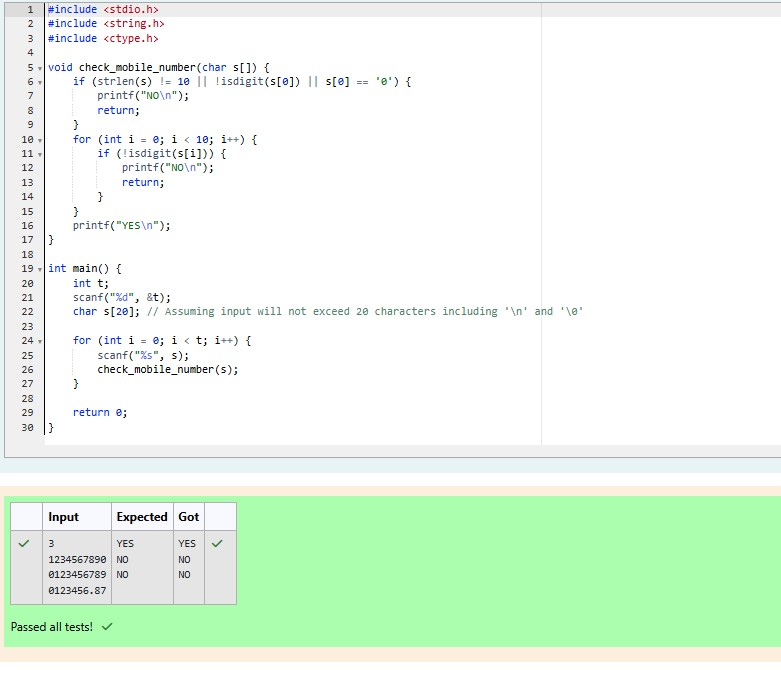 1 #include <stdio.h>
2 #include <string.h>
3 #include <ctype.h>
4
5 void check_mobile_number(char s[]) {
6     if (strlen(s) != 10 || !isdigit(s[0]) || s[0] == '0') {
7         printf("NO\n");
8         return;
9     }
10     for (int i = 0; i < 10; i++) {
11         if (!isdigit(s[i])) {
12             printf("NO\n");
13             return;
14         }
15     }
16     printf("YES\n");
17 }
18
19 int main() {
20     int t;
21     scanf("%d", &t);
22     char s[20]; // Assuming input will not exceed 20 characters including '\n' and '\0'
23
24     for (int i = 0; i < t; i++) {
25         scanf("%s", s);
26         check_mobile_number(s);
27     }
28
29     return 0;
30 }
Input Expected Got
3 YES YES
1234567890 NO NO
0123456789 NO NO
0123456.87
Passed all tests!